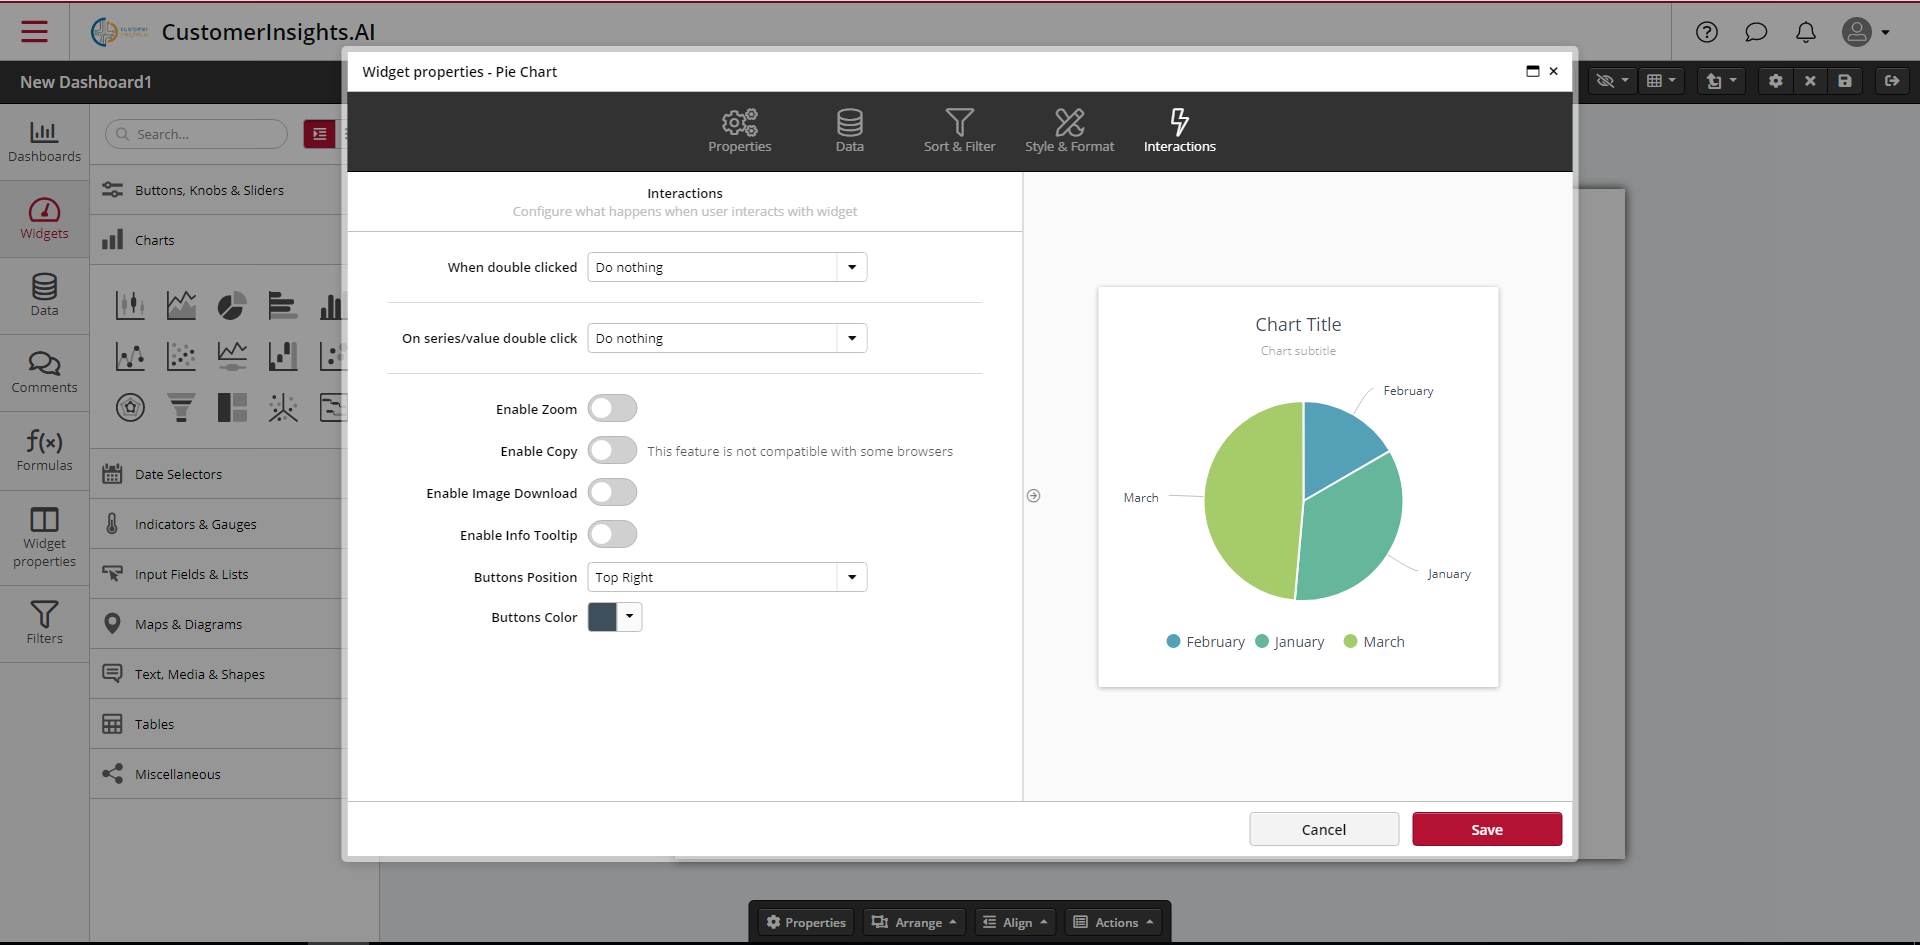 CustomerInsights.AI
New Dashboard1
Dashboards
Widgets
Data
Comments
Formulas
Widget
properties
Filters
Search...
Buttons, Knobs & Sliders
Charts
Date Selectors
Indicators & Gauges
Input Fields & Lists
Maps & Diagrams
Text, Media & Shapes
Tables
Miscellaneous
Widget properties - Pie Chart
Properties
Data
Sort & Filter
Style & Format
Interactions
Interactions
Configure what happens when user interacts with widget
When double clicked
Do nothing
On series/value double click
Do nothing
Enable Zoom
Enable Copy
This feature is not compatible with some browsers
Enable Image Download
Enable Info Tooltip
Buttons Position
Top Right
Buttons Color
Chart Title
Chart subtitle
February
March
January
February
January
March
Cancel
Save
Properties
Arrange
Align
Actions